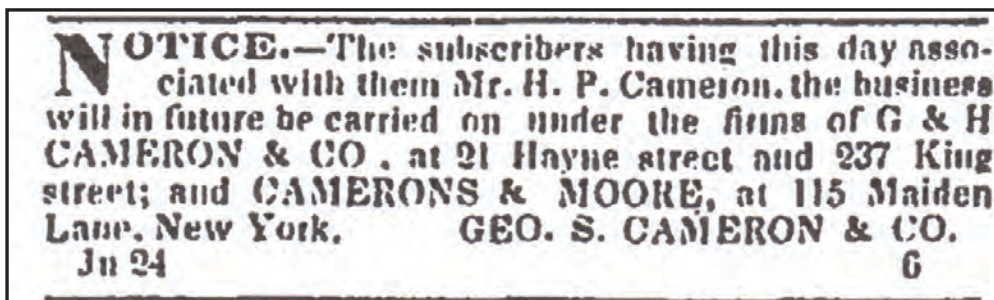 NOTICE.—The subscribers having this day asso-
ciated with them Mr. H. P. Cameron, the business
will in future be carried on under the firms of G & H
CAMERON & CO , at 21 Hayne street and 237 King
street; and CAMERONS & MOORE, at 115 Maiden
Lane, New York. GEO. S. CAMERON & CO.
Jn 24 6